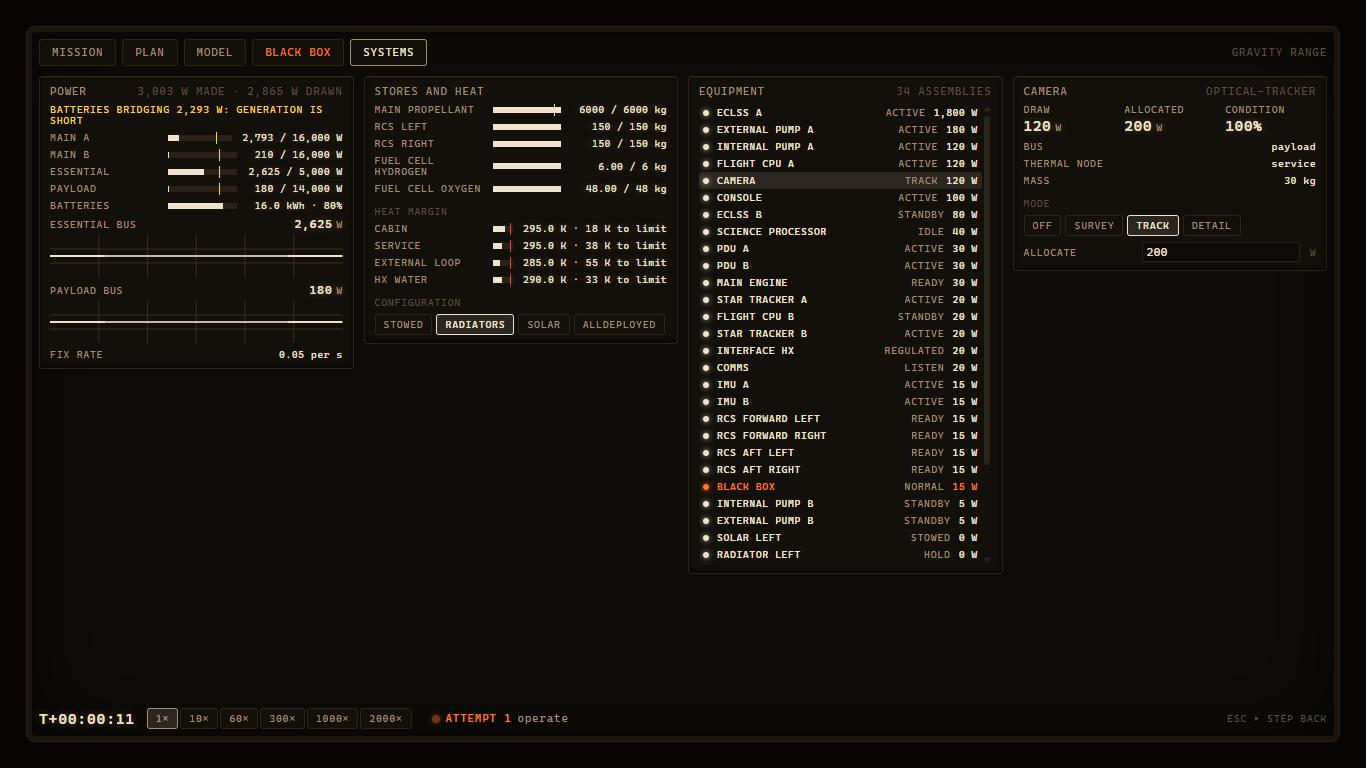 MISSION PLAN MODEL BLACK BOX SYSTEMS GRAVITY RANGE
POWER 3,003 W MADE · 2,865 W DRAWN
BATTERIES BRIDGING 2,293 W: GENERATION IS
SHORT
MAIN A 2,793 / 16,000 W
MAIN B 210 / 16,000 W
ESSENTIAL 2,625 / 5,000 W
PAYLOAD 180 / 14,000 W
BATTERIES 16.0 kWh · 80%
ESSENTIAL BUS 2,625 W
PAYLOAD BUS 180 W
FIX RATE 0.05 per s
STORES AND HEAT
MAIN PROPELLANT 6000 / 6000 kg
RCS LEFT 150 / 150 kg
RCS RIGHT 150 / 150 kg
FUEL CELL
HYDROGEN 6.00 / 6 kg
FUEL CELL OXYGEN 48.00 / 48 kg
HEAT MARGIN
CABIN 295.0 K · 18 K to limit
SERVICE 295.0 K · 38 K to limit
EXTERNAL LOOP 285.0 K · 55 K to limit
HX WATER 290.0 K · 33 K to limit
CONFIGURATION
STOWED RADIATORS SOLAR ALLDEPLOYED
EQUIPMENT 34 ASSEMBLIES
ECLSS A ACTIVE 1,800 W
EXTERNAL PUMP A ACTIVE 180 W
INTERNAL PUMP A ACTIVE 120 W
FLIGHT CPU A ACTIVE 120 W
CAMERA TRACK 120 W
CONSOLE ACTIVE 100 W
ECLSS B STANDBY 80 W
SCIENCE PROCESSOR IDLE 40 W
PDU A ACTIVE 30 W
PDU B ACTIVE 30 W
MAIN ENGINE READY 30 W
STAR TRACKER A ACTIVE 20 W
FLIGHT CPU B STANDBY 20 W
STAR TRACKER B ACTIVE 20 W
INTERFACE HX REGULATED 20 W
COMMS LISTEN 20 W
IMU A ACTIVE 15 W
IMU B ACTIVE 15 W
RCS FORWARD LEFT READY 15 W
RCS FORWARD RIGHT READY 15 W
RCS AFT LEFT READY 15 W
RCS AFT RIGHT READY 15 W
BLACK BOX NORMAL 15 W
INTERNAL PUMP B STANDBY 5 W
EXTERNAL PUMP B STANDBY 5 W
SOLAR LEFT STOWED 0 W
RADIATOR LEFT HOLD 0 W
CAMERA OPTICAL-TRACKER
DRAW ALLOCATED CONDITION
120 W 200 W 100%
BUS payload
THERMAL NODE service
MASS 30 kg
MODE
OFF SURVEY TRACK DETAIL
ALLOCATE 200 W
T+00:00:11 1× 10× 60× 300× 1000× 2000× ATTEMPT 1 operate ESC ▸ STEP BACK